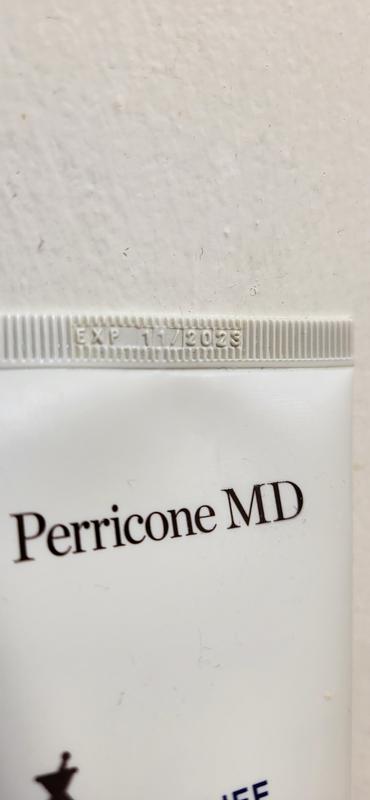 EXP 11/2023
Perricone MD